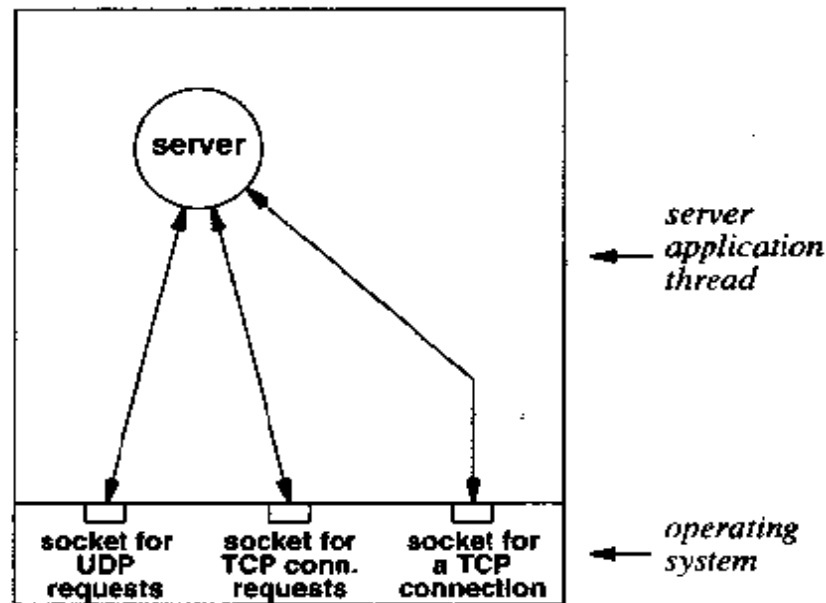 server
server
application
thread
socket for
UDP
requests
socket for
TCP conn.
requests
socket for
a TCP
connection
operating
system